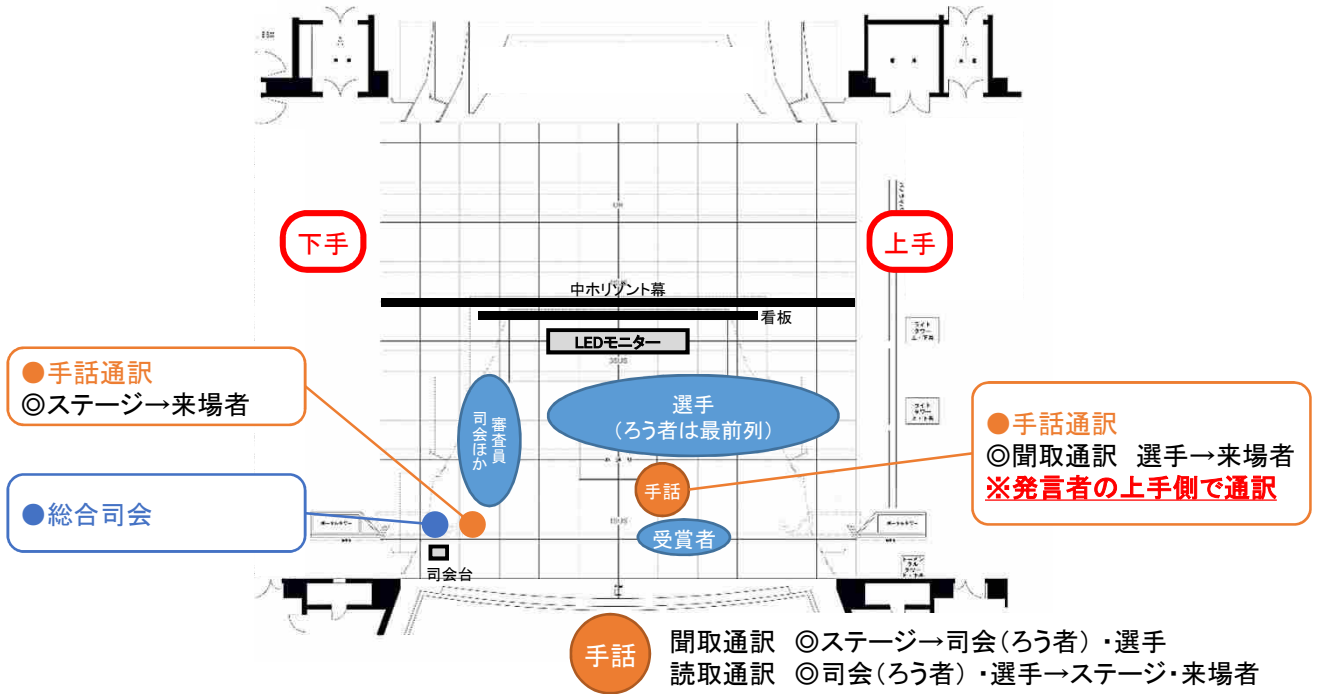 下手
上手
中ホリゾント幕
看板
LEDモニター
●手話通訳
◎ステージ→来場者
審査員
司会ほか
選手
(ろう者は最前列)
●手話通訳
◎聞取通訳 選手→来場者
※発言者の上手側で通訳
手話
●総合司会
受賞者
司会台
手話
聞取通訳 ◎ステージ→司会(ろう者)・選手
読取通訳 ◎司会(ろう者)・選手→ステージ・来場者